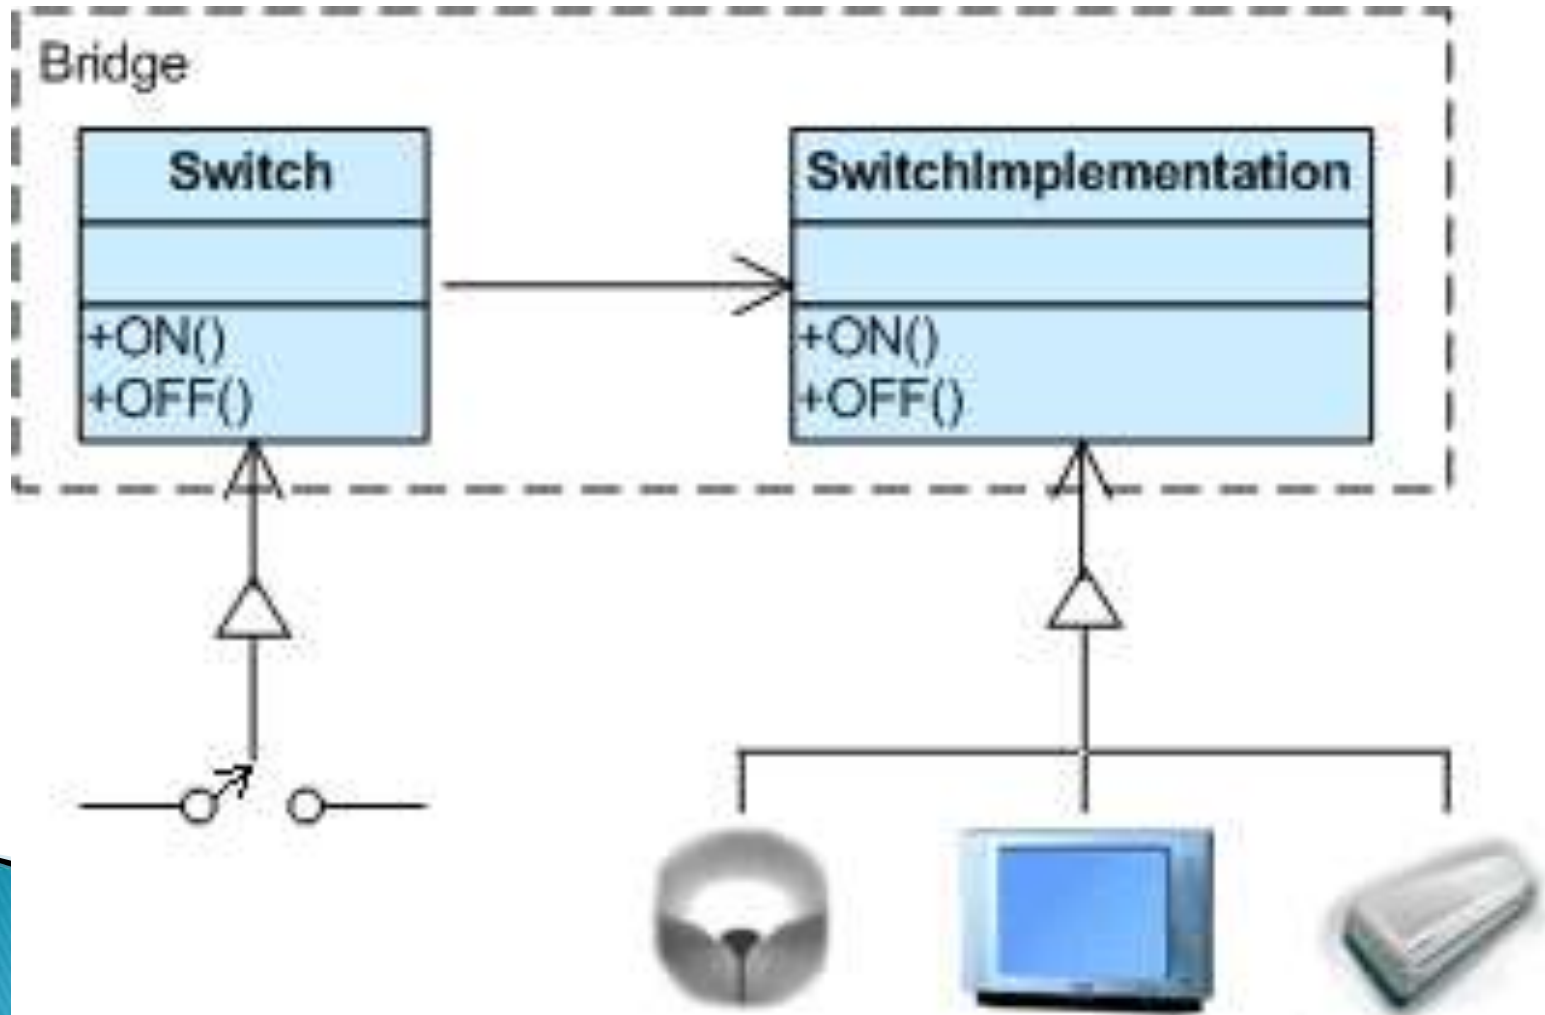 Bridge
Switch
+ON()
+OFF()
SwitchImplementation
+ON()
+OFF()